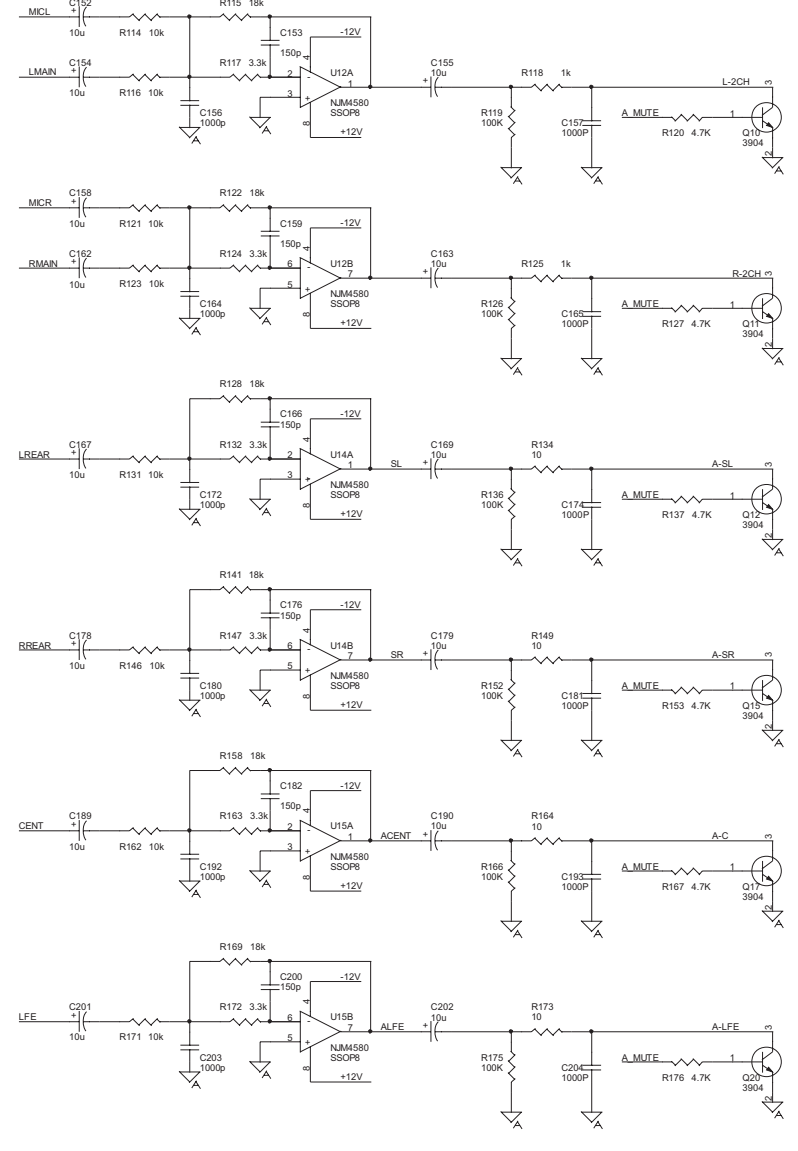 C152 R115 18k
MICL + -12V
10u R114 10k C153 150p 4
C154 R117 3.3k U12A C155 10u R118 1k
LMAIN + 2 - 1 + L-2CH 3
10u R116 10k 3 + NJM4580 SSOP8 R119 100K C157 1000P A_MUTE 1
C156 1000p 8 +12V R120 4.7K Q10 3904 2
A A A A A
C158 R122 18k
MICR + -12V
10u R121 10k C159 150p 4
C162 R124 3.3k U12B C163 10u R125 1k
RMAIN + 6 - 7 + R-2CH 3
10u R123 10k 5 + NJM4580 SSOP8 R126 100K C165 1000P A_MUTE 1
C164 1000p 8 +12V R127 4.7K Q11 3904 2
A A A A A
R128 18k
C166 150p 4 -12V
C167 R132 3.3k U14A C169 10u R134 10
LREAR + 2 - 1 SL + A-SL 3
10u R131 10k 3 + NJM4580 SSOP8 R136 100K C174 1000P A_MUTE 1
C172 1000p 8 +12V R137 4.7K Q12 3904 2
A A A A A
R141 18k
C176 150p 4 -12V
C178 R147 3.3k U14B C179 10u R149 10
RREAR + 6 - 7 SR + A-SR 3
10u R146 10k 5 + NJM4580 SSOP8 R152 100K C181 1000P A_MUTE 1
C180 1000p 8 +12V R153 4.7K Q15 3904 2
A A A A A
R158 18k
C182 150p 4 -12V
C189 R163 3.3k U15A C190 10u R164 10
CENT + 2 - 1 ACENT + A-C 3
10u R162 10k 3 + NJM4580 SSOP8 R166 100K C193 1000P A_MUTE 1
C192 1000p 8 +12V R167 4.7K Q17 3904 2
A A A A A
R169 18k
C200 150p 4 -12V
C201 R172 3.3k U15B C202 10u R173 10
LFE + 6 - 7 ALFE + A-LFE 3
10u R171 10k 5 + NJM4580 SSOP8 R175 100K C204 1000P A_MUTE 1
C203 1000p 8 +12V R176 4.7K Q20 3904 2
A A A A A